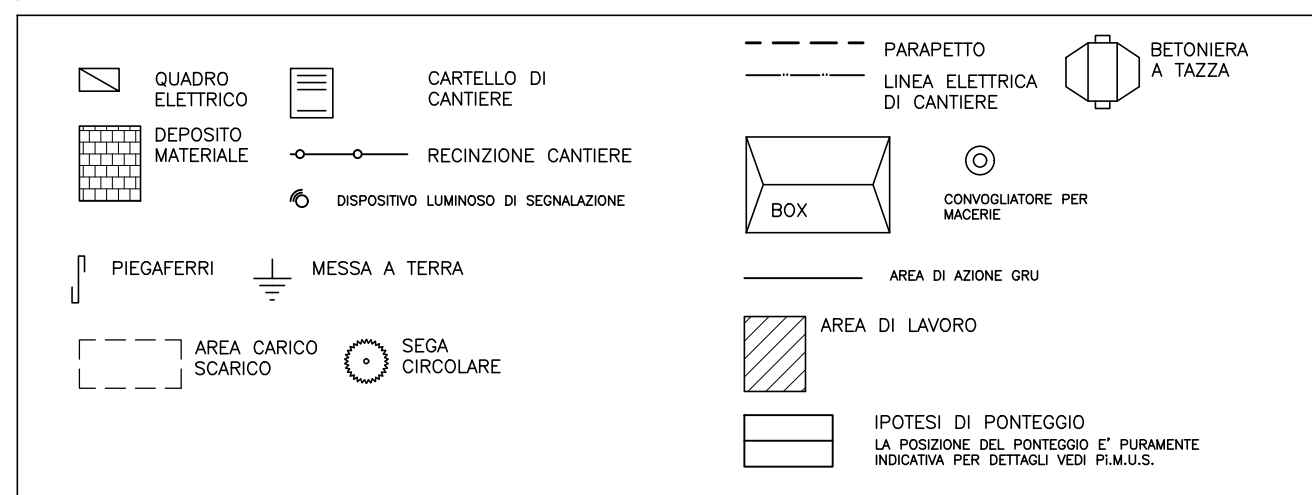 QUADRO
ELETTRICO
CARTELLO DI
CANTIERE
DEPOSITO
MATERIALE
RECINZIONE CANTIERE
DISPOSITIVO LUMINOSO DI SEGNALAZIONE
PIEGAFERRI
MESSA A TERRA
AREA CARICO
SCARICO
SEGA
CIRCOLARE
PARAPETTO
LINEA ELETTRICA
DI CANTIERE
BETONIERA
A TAZZA
BOX
CONVOGLIATORE PER
MACERIE
AREA DI AZIONE GRU
AREA DI LAVORO
IPOTESI DI PONTEGGIO
LA POSIZIONE DEL PONTEGGIO E' PURAMENTE
INDICATIVA PER DETTAGLI VEDI Pi.M.U.S.